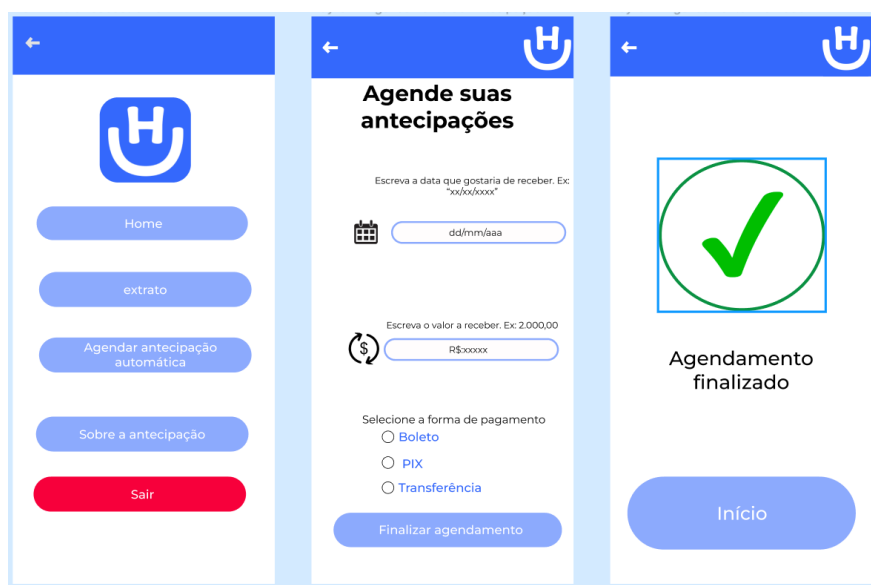 H
Home
extrato
Agendar antecipação
automática
Sobre a antecipação
Sair
H
Agende suas
antecipações
Escreva a data que gostaria de receber. Ex:
“xx/xx/xxxx”
dd/mm/aaa
Escreva o valor a receber. Ex: 2.000,00
$
R$:xxxxx
Selecione a forma de pagamento
Boleto
PIX
Transferência
Finalizar agendamento
H
Agendamento
finalizado
Início